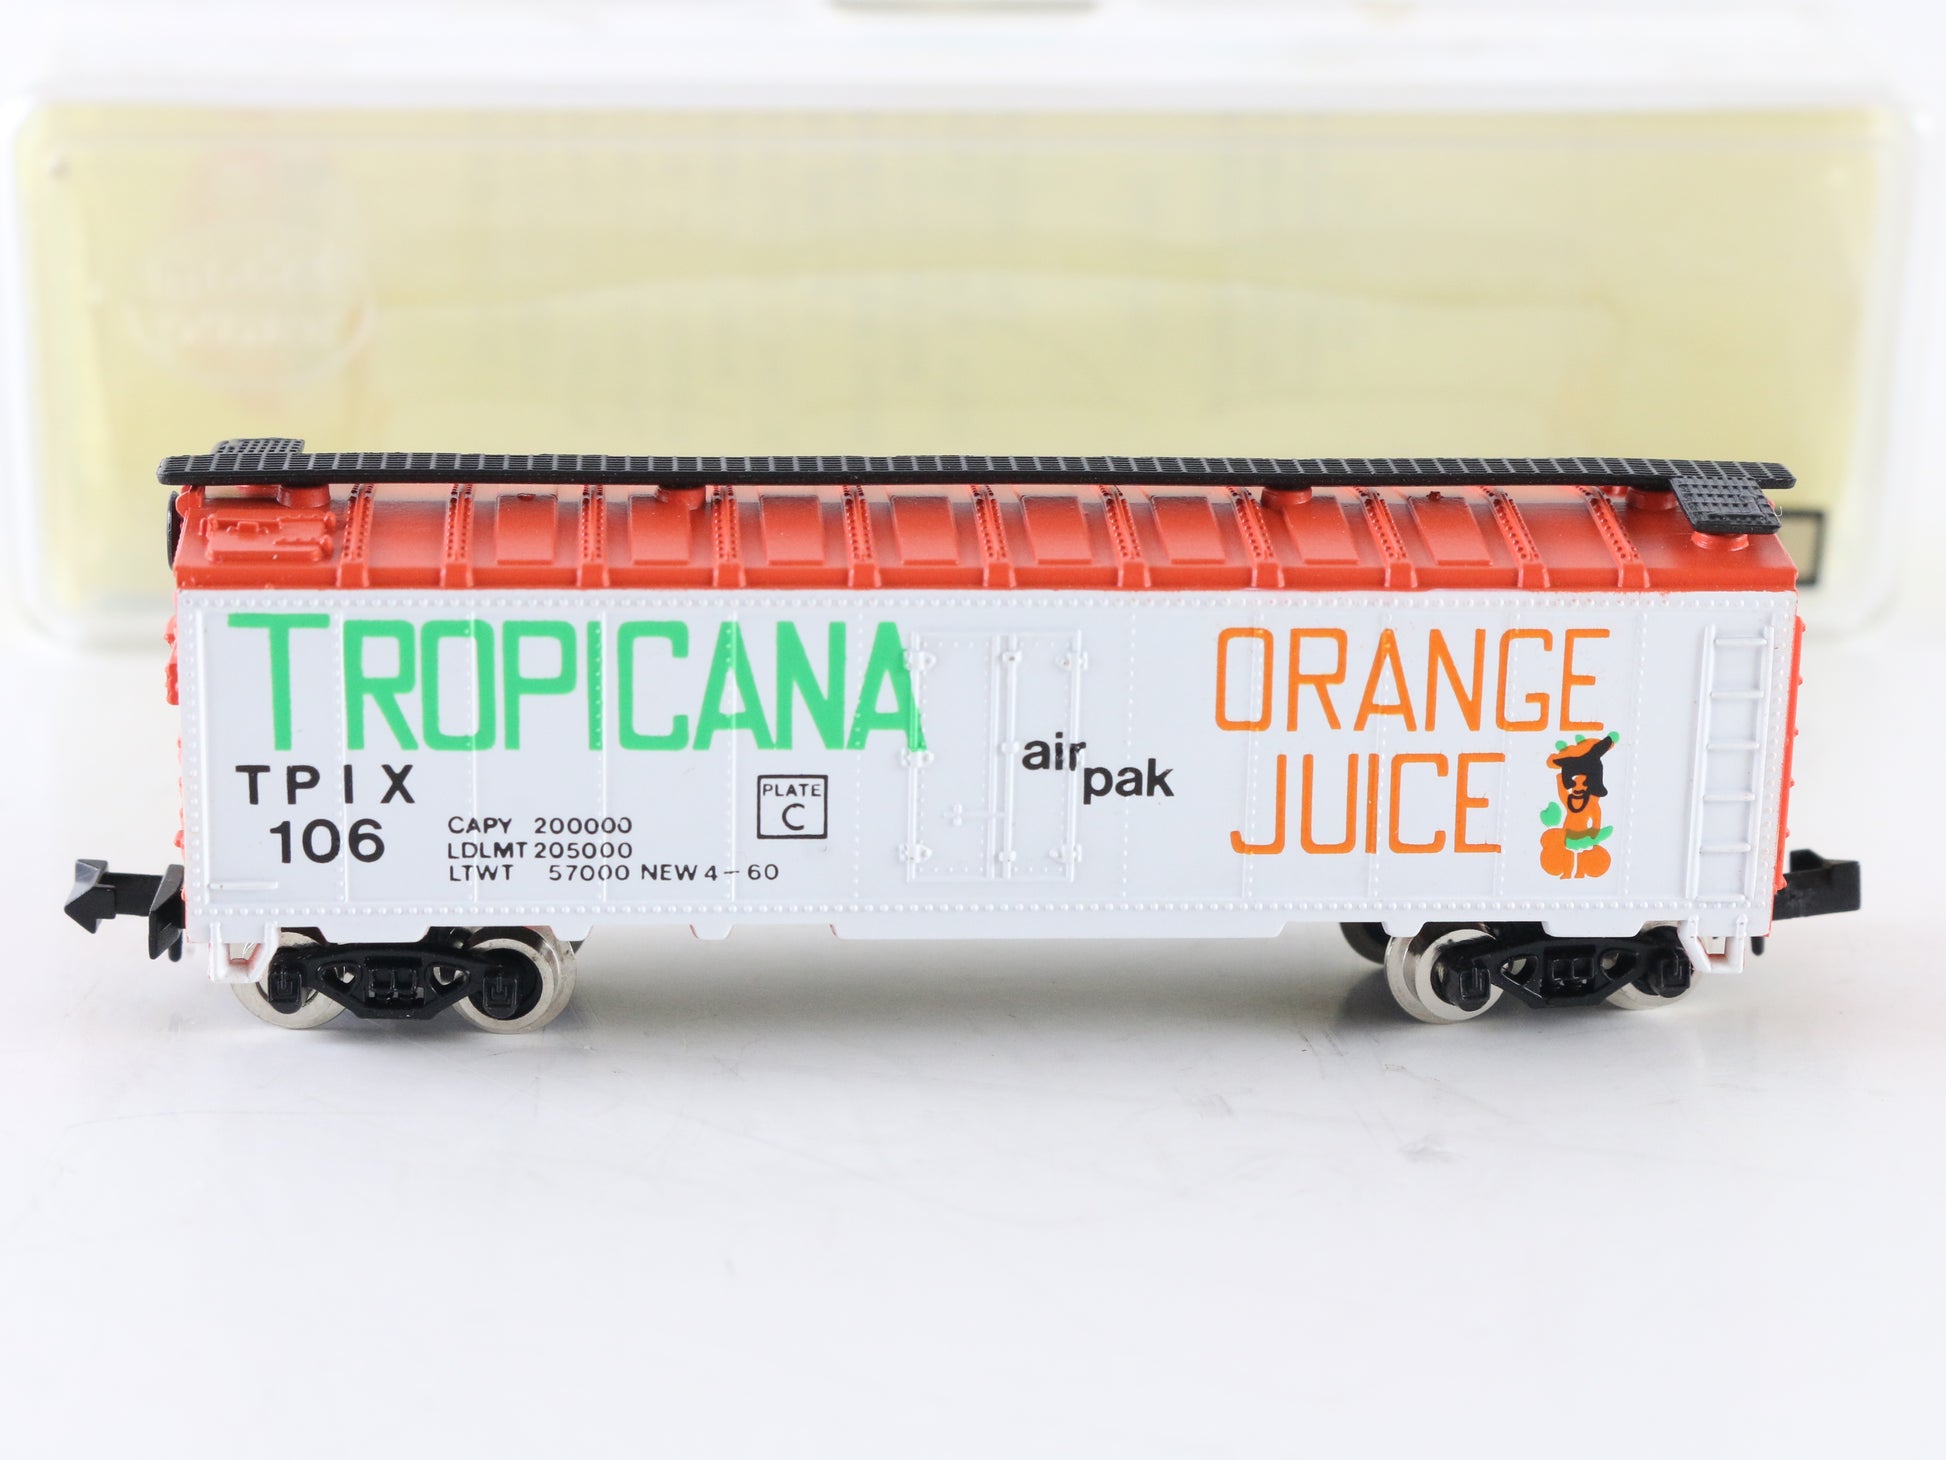 TROPICANA
TPIX
106
CAPY 200000
LDLMT 205000
LTWT 57000 NEW 4-60
PLATE
C
air
pak
ORANGE
JUICE